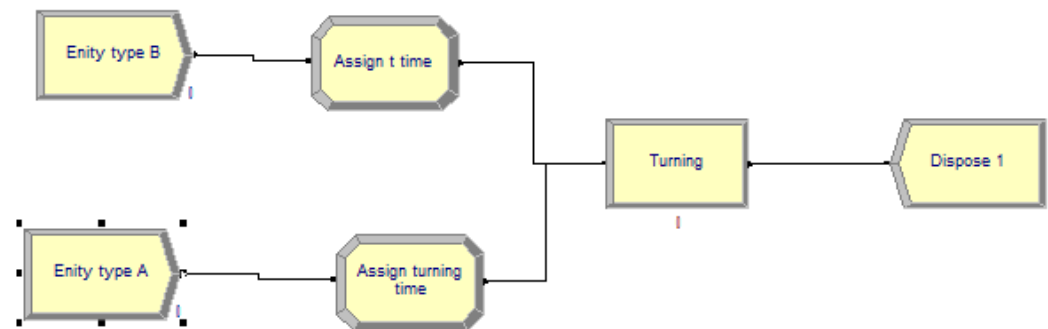 Enity type B
Assign t time
Turning
Dispose 1
Enity type A
Assign turning
time